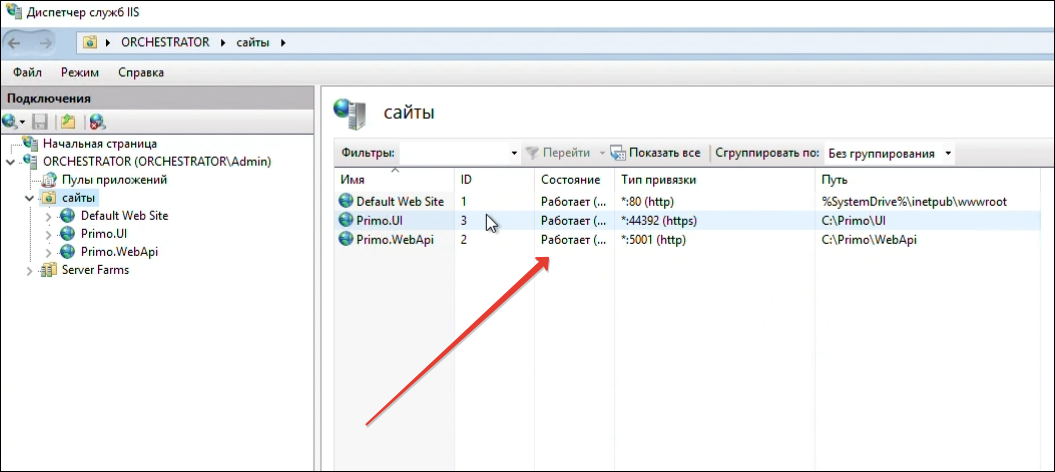 Диспетчер служб IIS
ORCHESTRATOR сайты
Файл Режим Справка
Подключения
Начальная страница
ORCHESTRATOR (ORCHESTRATOR\Admin)
Пулы приложений
сайты
Default Web Site
Primo.UI
Primo.WebApi
Server Farms
сайты
Фильтры: Перейти Показать все Сгруппировать по: Без группирования
Имя ID Состояние Тип привязки Путь
Default Web Site 1 Работает (... *:80 (http) %SystemDrive%\inetpub\wwwroot
Primo.UI 3 Работает (... *:44392 (https) C:\Primo\UI
Primo.WebApi 2 Работает (... *:5001 (http) C:\Primo\WebApi